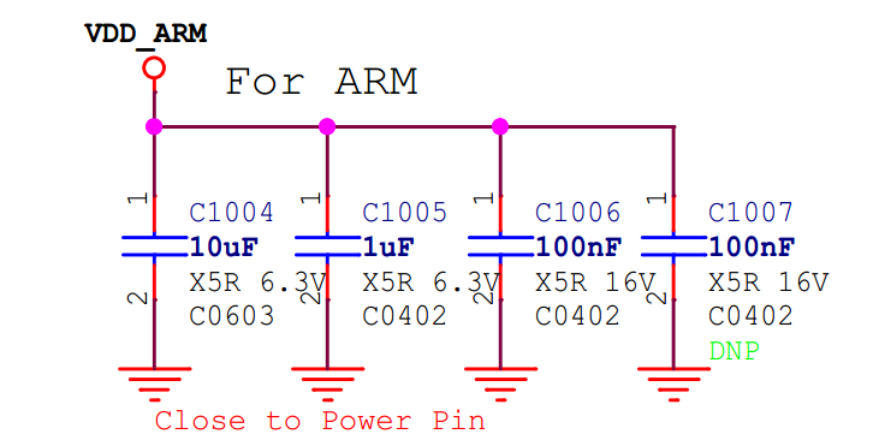 VDD_ARM
For ARM
1 1 1 1
C1004 C1005 C1006 C1007
10uF 1uF 100nF 100nF
X5R 6.3V X5R 6.3V X5R 16V X5R 16V
2 2 2 2
C0603 C0402 C0402 C0402
DNP
Close to Power Pin